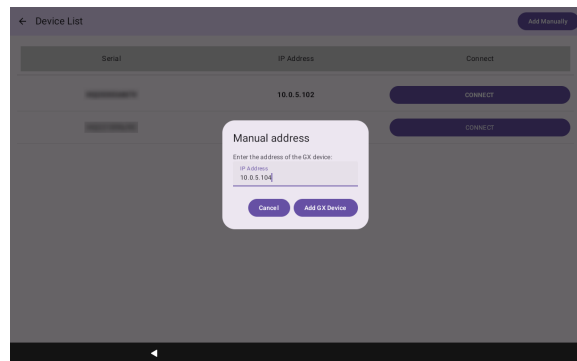 Device List
Add Manually
Serial IP Address Connect
10.0.5.102 CONNECT
CONNECT
Manual address
Enter the address of the GX device:
IP Address
10.0.5.104
Cancel Add GX Device